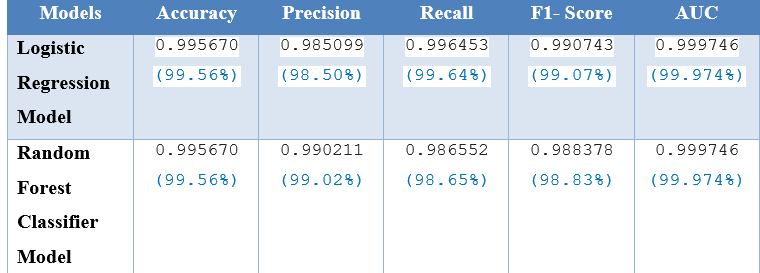 Models Accuracy Precision Recall F1- Score AUC
Logistic 0.995670 0.985099 0.996453 0.990743 0.999746
Regression (99.56%) (98.50%) (99.64%) (99.07%) (99.974%)
Model
Random 0.995670 0.990211 0.986552 0.988378 0.999746
Forest (99.56%) (99.02%) (98.65%) (98.83%) (99.974%)
Classifier
Model